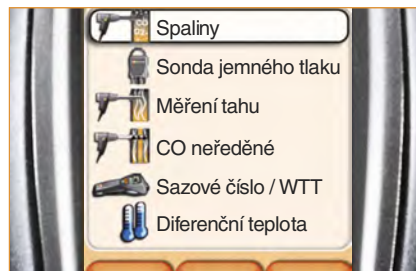 Spaliny
Sonda jemného tlaku
Měření tahu
CO neředěné
Sazové číslo / WTT
Diferenční teplota